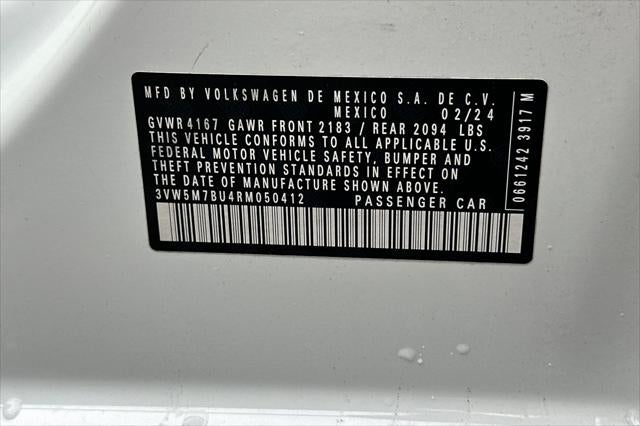 MFD BY VOLKSWAGEN DE MEXICO S.A. DE C.V.
MEXICO 02/24
GVWR 4167 GAWR FRONT 2183 / REAR 2094 LBS
THIS VEHICLE CONFORMS TO ALL APPLICABLE U.S.
FEDERAL MOTOR VEHICLE SAFETY, BUMPER AND
THEFT PREVENTION STANDARDS IN EFFECT ON
THE DATE OF MANUFACTURE SHOWN ABOVE.
3VW5M7BU4RM050412 PASSENGER CAR
0661242 3917 M